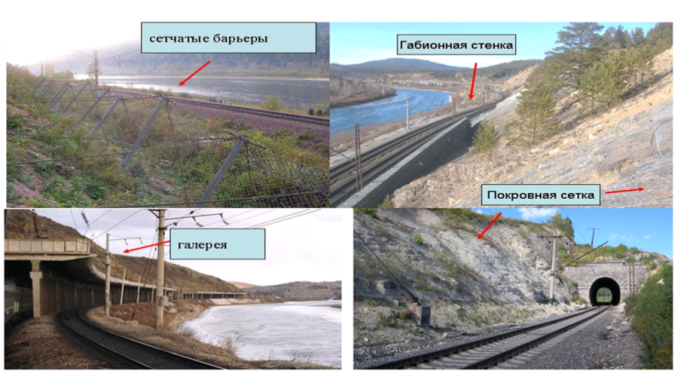 сетчатые барьеры
Габионная стенка
Покровная сетка
галерея